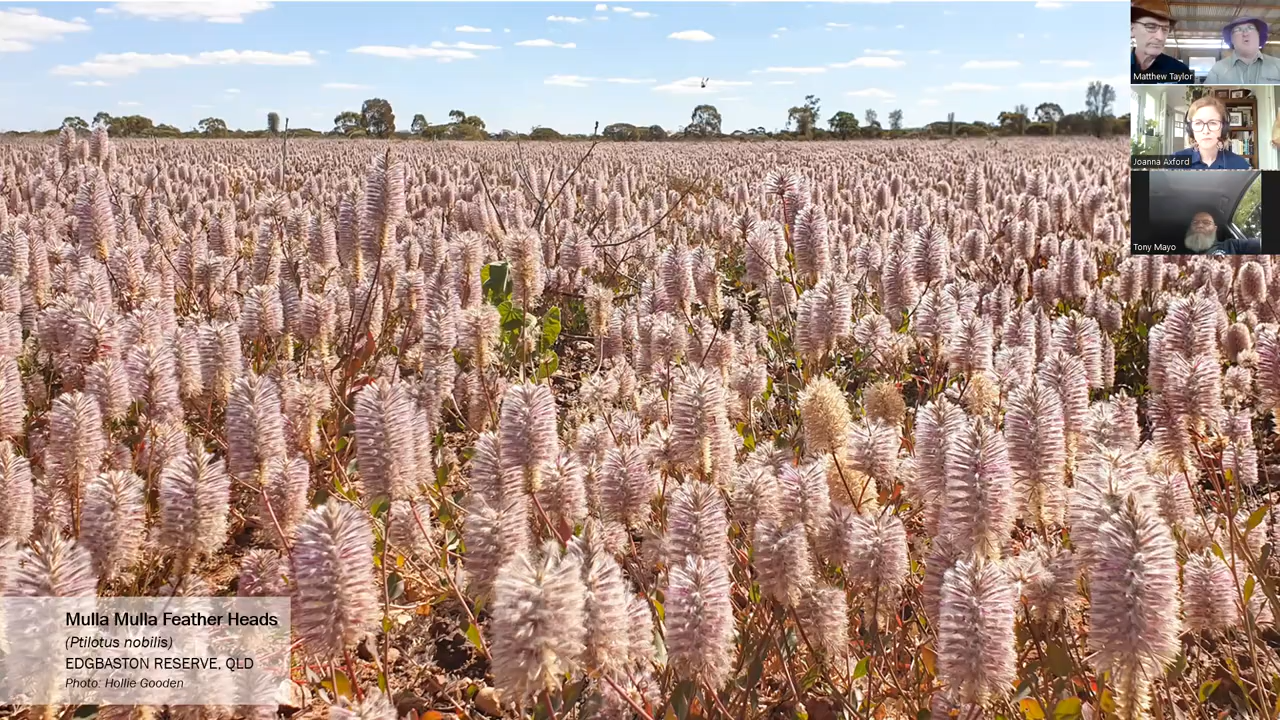 Matthew Taylor
Joanna Axford
Tony Mayo
Mulla Mulla Feather Heads
(Ptilotus nobilis)
EDGBASTON RESERVE, QLD
Photo: Hollie Gooden